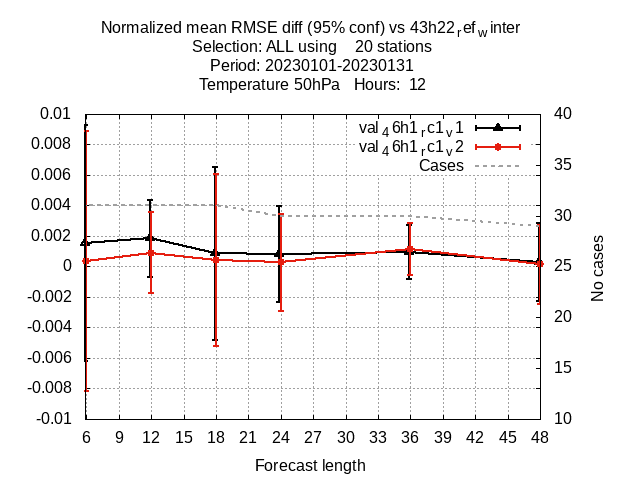 Normalized mean RMSE diff (95% conf) vs 43h22refwinter
Selection: ALL using 20 stations
Period: 20230101-20230131
Temperature 50hPa Hours: 12
0.01
0.008
0.006
0.004
0.002
0
-0.002
-0.004
-0.006
-0.008
-0.01
val46h1rc1v1
val46h1rc1v2
Cases
40
35
30
25
20
15
10
No cases
6 9 12 15 18 21 24 27 30 33 36 39 42 45 48
Forecast length